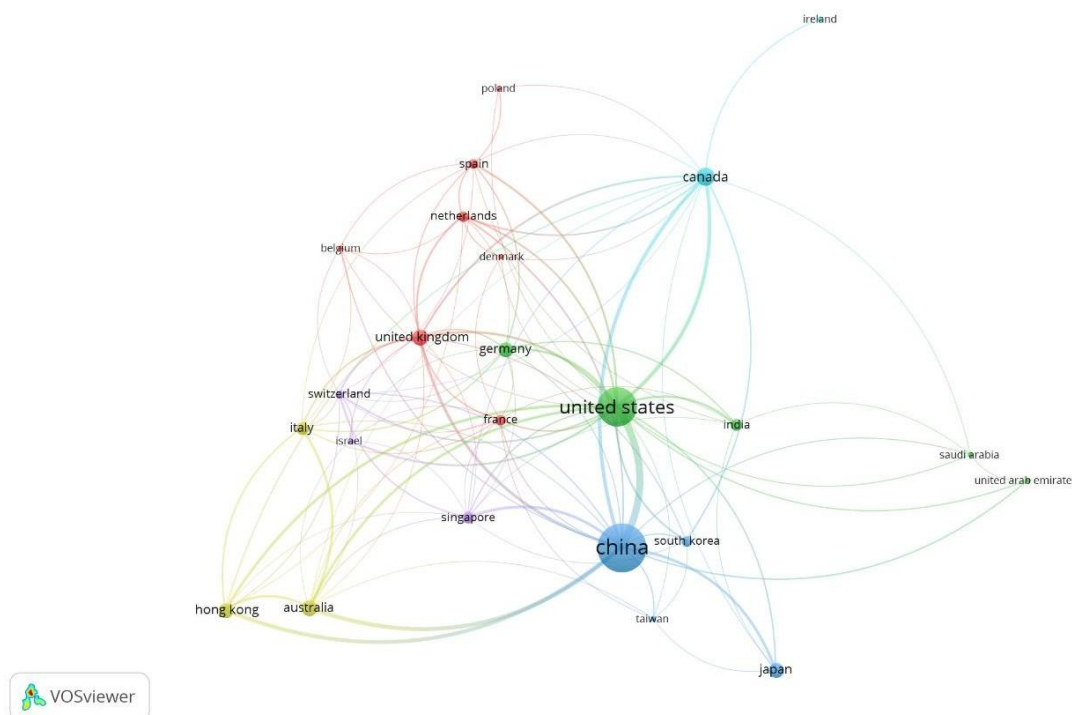 ireland
poland
spain
canada
netherlands
belgium
denmark
united kingdom
germany
switzerland
united states
italy
france
india
israel
saudi arabia
united arab emirate
singapore
china
south korea
hong kong
australia
taiwan
japan
VOSviewer